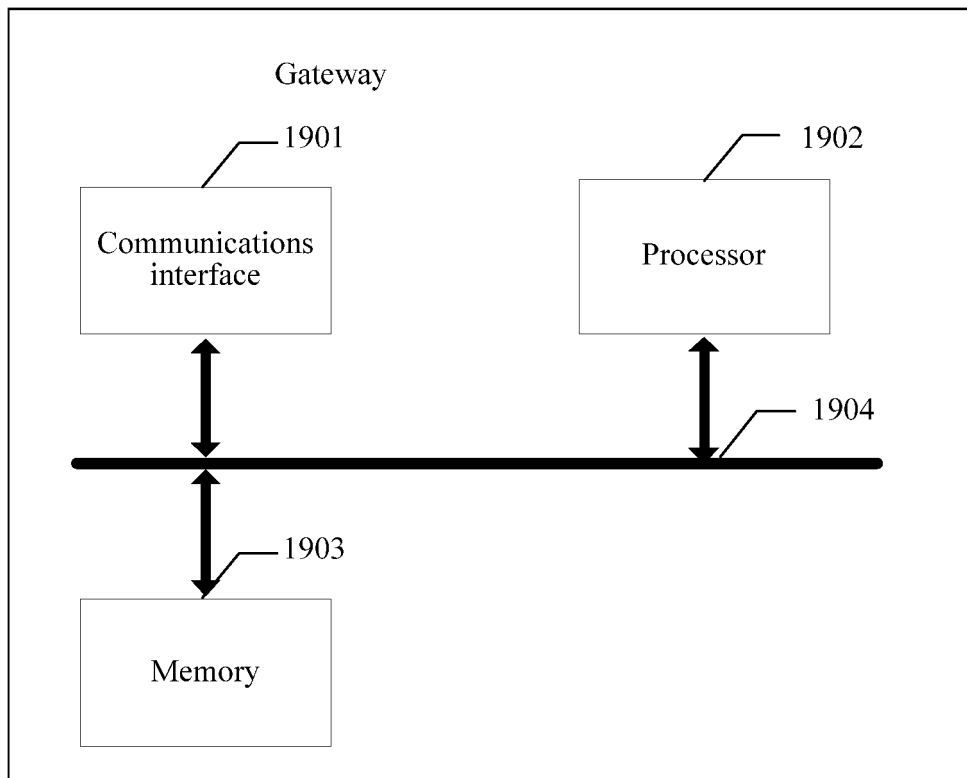 Gateway
1901
1902
Communications
interface
Processor
1904
1903
Memory